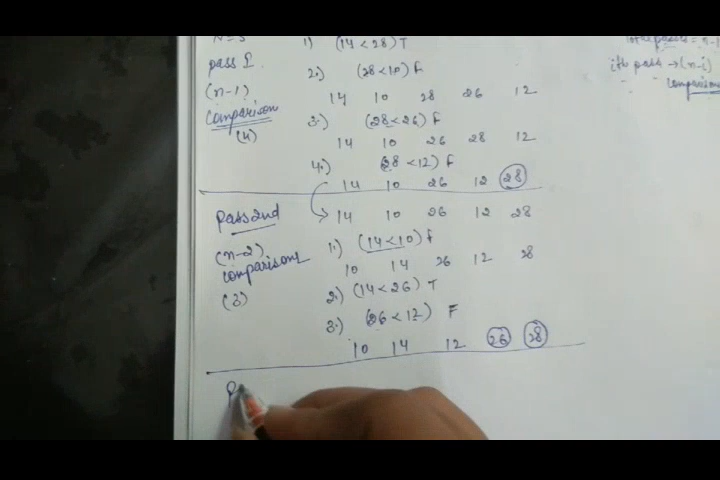 n=5
1) (14<28) T
pass 1
2.) (28<10) F
(n-1)
14 10 28 26 12
comparison
3.) (28<26) F
(4)
14 10 26 28 12
4.) (28<12) F
14 10 26 12 28
pass 2nd
14 10 26 12 28
(n-2)
1.) (14<10) F
comparisons
10 14 26 12 28
(3)
2.) (14<26) T
3.) (26<12) F
10 14 12 26 28
P
passes = n-1
ith pass → (n-i)
comparisons